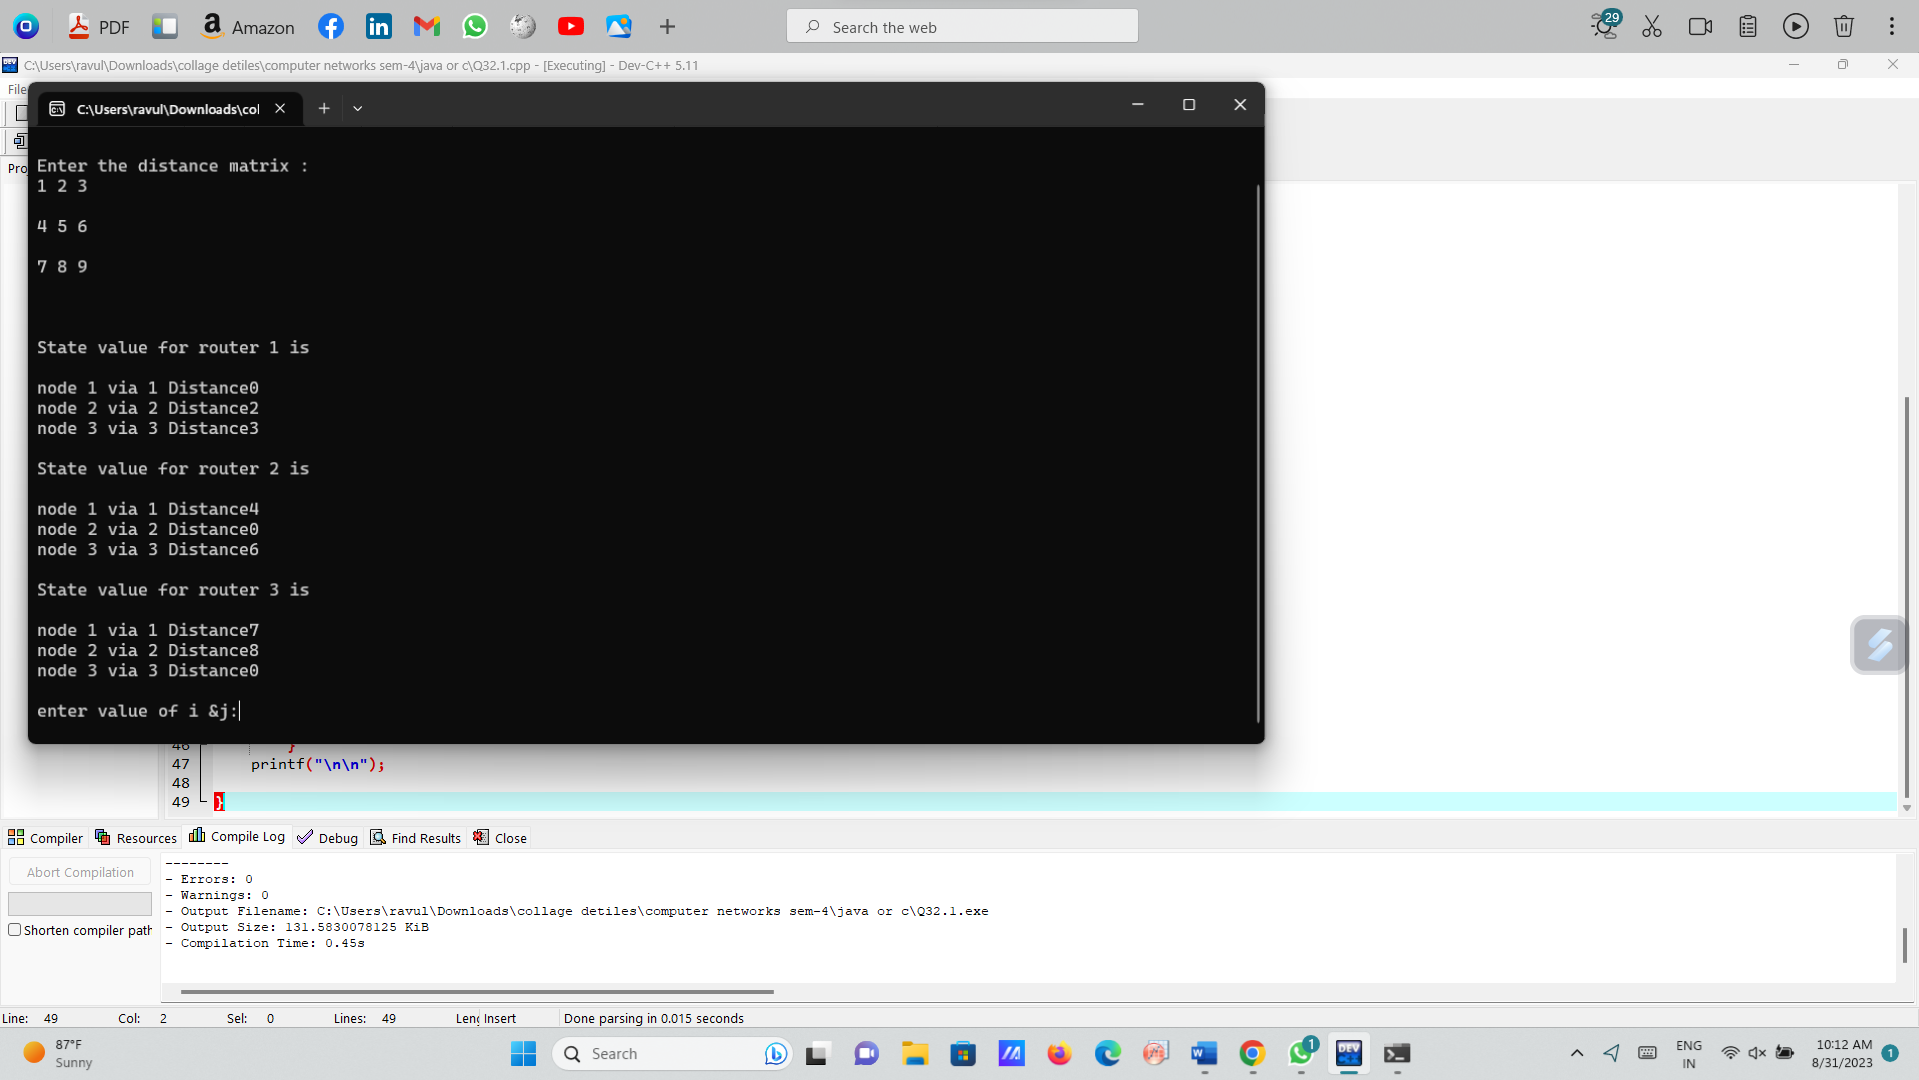 PDF
Amazon
Search the web
29
C:\Users\ravul\Downloads\collage detiles\computer networks sem-4\java or c\Q32.1.cpp - [Executing] - Dev-C++ 5.11
File
C:\Users\ravul\Downloads\col
Enter the distance matrix :
1 2 3
4 5 6
7 8 9
State value for router 1 is
node 1 via 1 Distance0
node 2 via 2 Distance2
node 3 via 3 Distance3
State value for router 2 is
node 1 via 1 Distance4
node 2 via 2 Distance0
node 3 via 3 Distance6
State value for router 3 is
node 1 via 1 Distance7
node 2 via 2 Distance8
node 3 via 3 Distance0
enter value of i &j:
46 }
47 printf("\n\n");
48
49 }
Compiler Resources Compile Log Debug Find Results Close
Abort Compilation
Shorten compiler path
--------
- Errors: 0
- Warnings: 0
- Output Filename: C:\Users\ravul\Downloads\collage detiles\computer networks sem-4\java or c\Q32.1.exe
- Output Size: 131.5830078125 KiB
- Compilation Time: 0.45s
Line: 49 Col: 2 Sel: 0 Lines: 49 Insert Done parsing in 0.015 seconds
87°F
Sunny
Search
DEV
1
ENG
IN
10:12 AM
8/31/2023
1